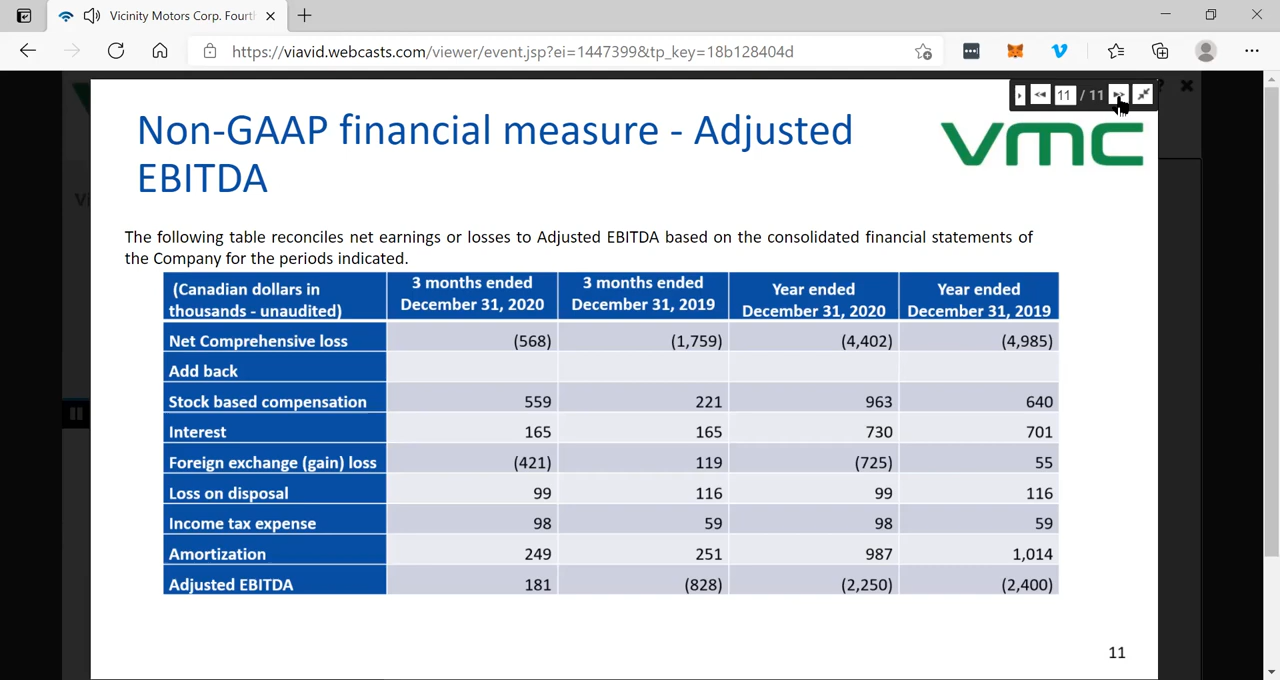 Vicinity Motors Corp. Fourt
https://viavid.webcasts.com/viewer/event.jsp?ei=1447399&tp_key=18b128404d
11 / 11
Non-GAAP financial measure - Adjusted
EBITDA
vmc
The following table reconciles net earnings or losses to Adjusted EBITDA based on the consolidated financial statements of
the Company for the periods indicated.
(Canadian dollars in thousands - unaudited) 3 months ended December 31, 2020 3 months ended December 31, 2019 Year ended December 31, 2020 Year ended December 31, 2019
Net Comprehensive loss (568) (1,759) (4,402) (4,985)
Add back
Stock based compensation 559 221 963 640
Interest 165 165 730 701
Foreign exchange (gain) loss (421) 119 (725) 55
Loss on disposal 99 116 99 116
Income tax expense 98 59 98 59
Amortization 249 251 987 1,014
Adjusted EBITDA 181 (828) (2,250) (2,400)
11